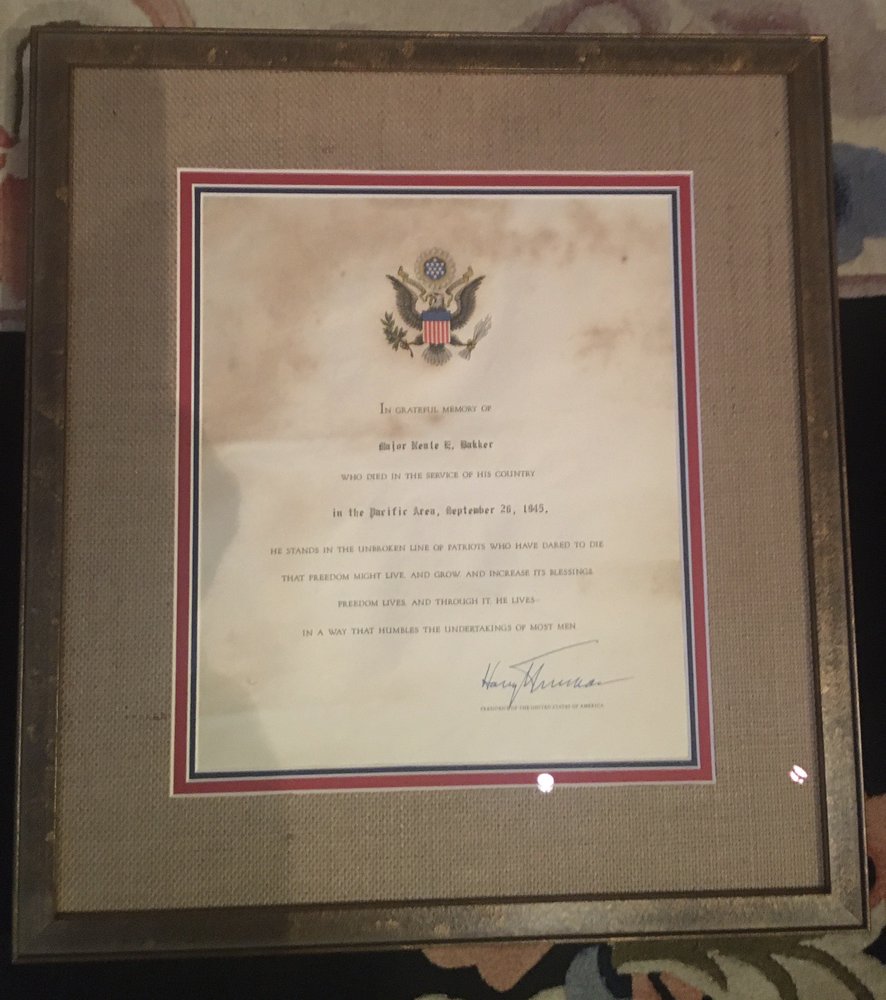 IN GRATEFUL MEMORY OF
Major Neale E. Bakker
WHO DIED IN THE SERVICE OF HIS COUNTRY
in the Pacific Area, September 26, 1945.
HE STANDS IN THE UNBROKEN LINE OF PATRIOTS WHO HAVE DARED TO DIE
THAT FREEDOM MIGHT LIVE, AND GROW, AND INCREASE ITS BLESSINGS.
FREEDOM LIVES, AND THROUGH IT, HE LIVES–
IN A WAY THAT HUMBLES THE UNDERTAKINGS OF MOST MEN
Harry Truman
PRESIDENT OF THE UNITED STATES OF AMERICA